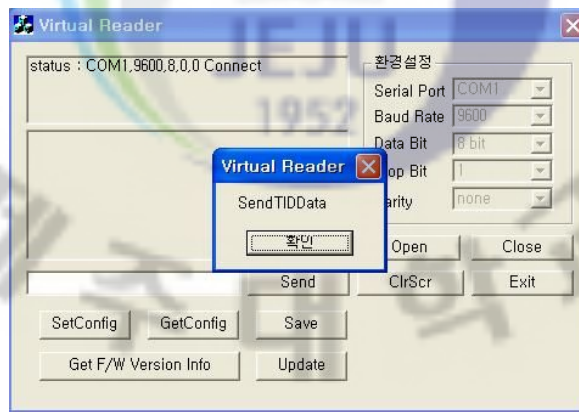 Virtual Reader
status : COM1,9600,8,0,0 Connect
환경설정
Serial Port COM1
Baud Rate 9600
Data Bit 8 bit
op Bit 1
arity none
Virtual Reader
SendTIDData
확인
Open Close
Send ClrScr Exit
SetConfig GetConfig Save
Get F/W Version Info Update
JEJU
1952